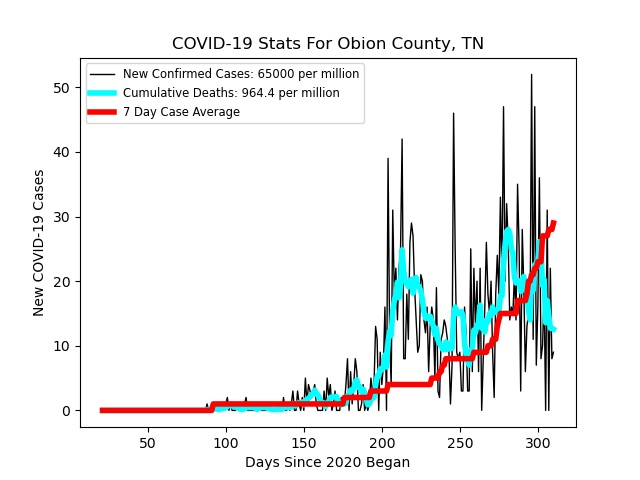 COVID-19 Stats For Obion County, TN
New Confirmed Cases: 65000 per million
Cumulative Deaths: 964.4 per million
7 Day Case Average
New COVID-19 Cases
50
40
30
20
10
0
50 100 150 200 250 300
Days Since 2020 Began